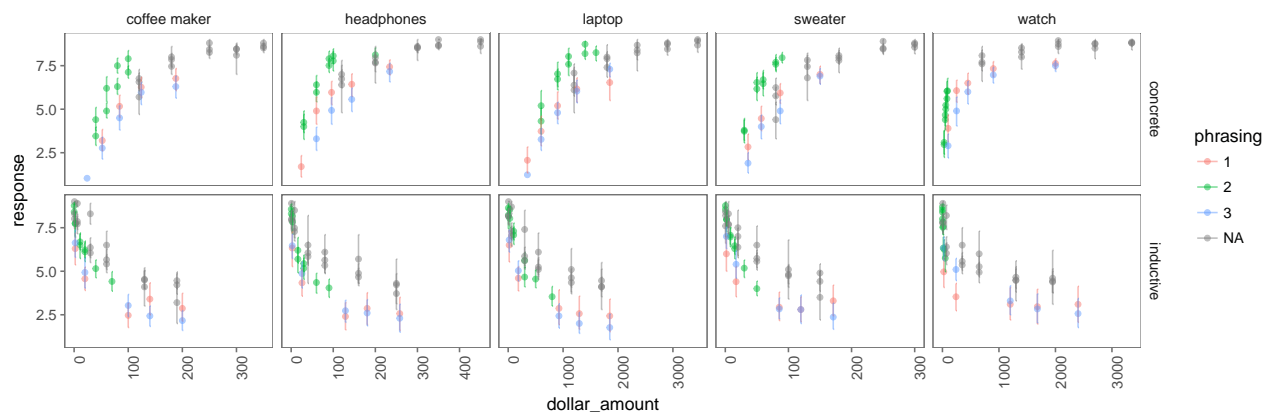 coffee maker
headphones
laptop
sweater
watch
7.5
5.0
2.5
concrete
7.5
5.0
2.5
inductive
response
0
100
200
300
0
100
200
300
400
0
1000
2000
3000
0
100
200
300
0
1000
2000
3000
dollar_amount
phrasing
1
2
3
NA